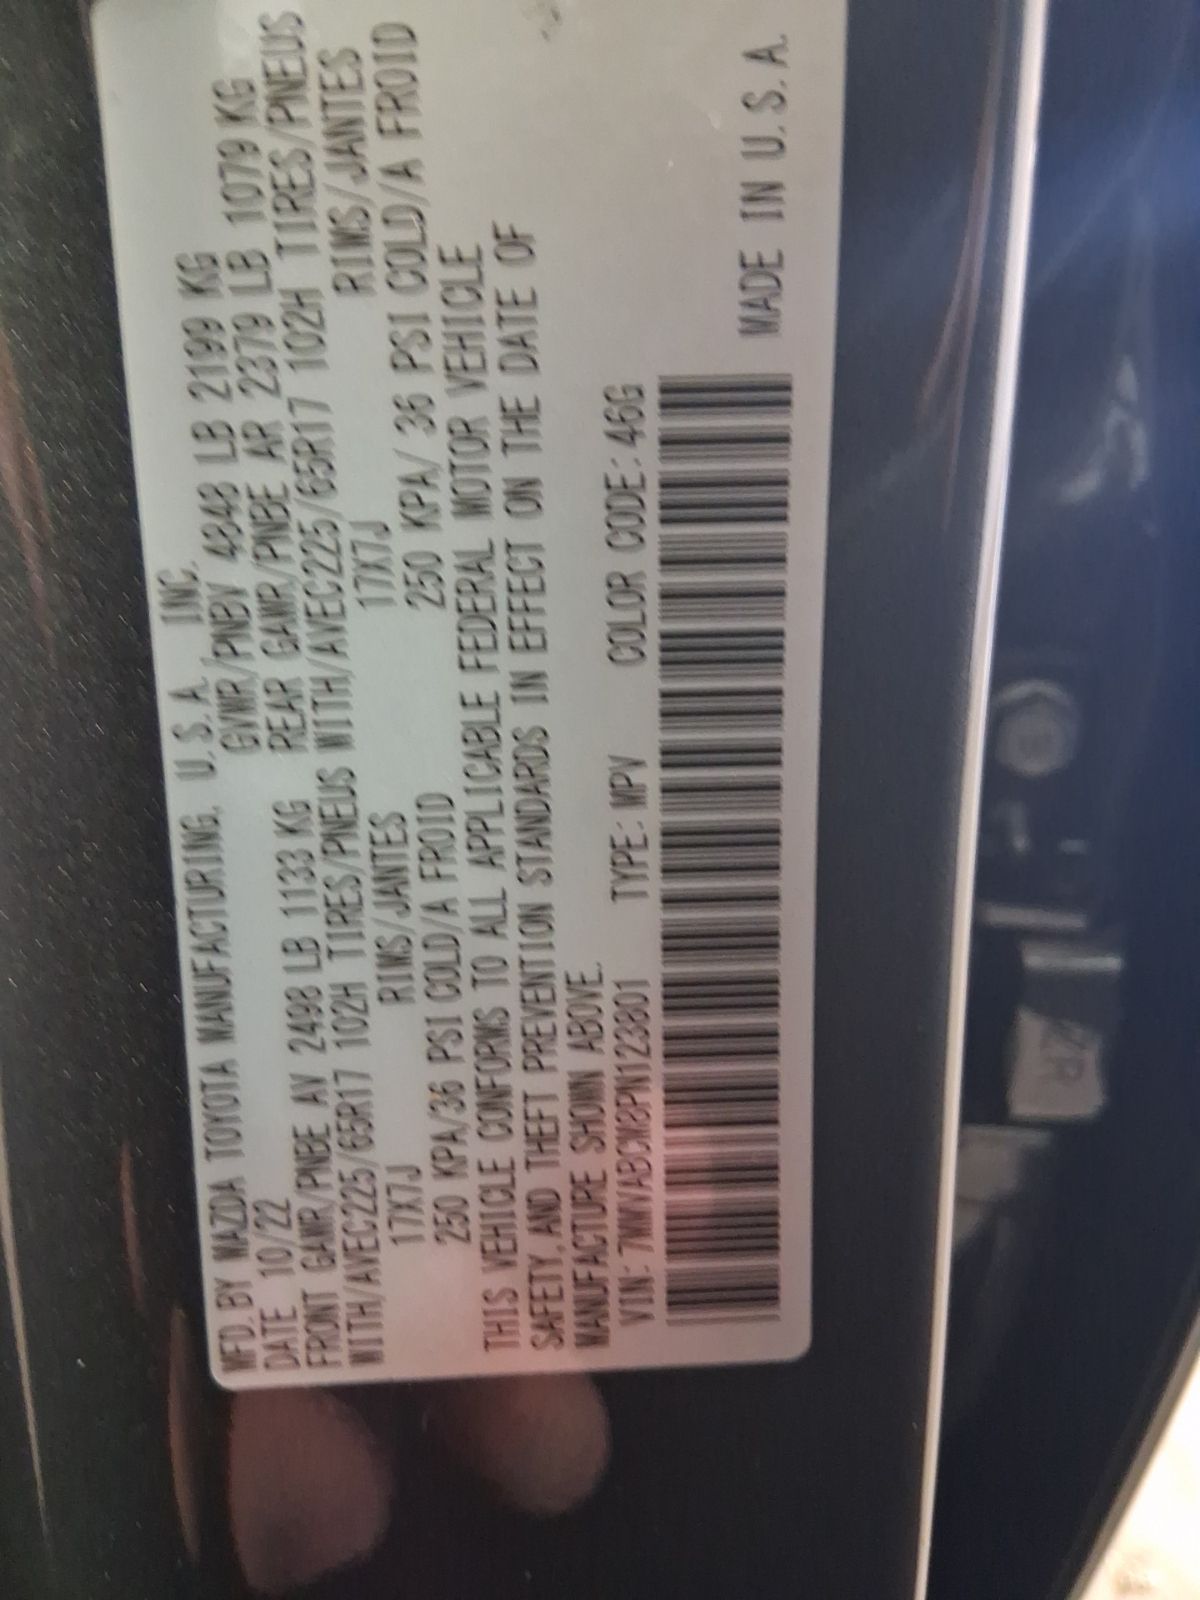 MFD.BY MAZDA TOYOTA MANUFACTURING, U.S.A. INC.
DATE 10/22 GVWR/PNBV 4848 LB 2199 KG
FRONT GAWR/PNBE AV 2498 LB 1133 KG REAR GAWR/PNBE AR 2379 LB 1079 KG
WITH/AVEC225/65R17 102H TIRES/PNEUS WITH/AVEC225/65R17 102H TIRES/PNEUS
17X7J RIMS/JANTES 17X7J RIMS/JANTES
250 KPA/36 PSI COLD/A FROID 250 KPA/ 36 PSI COLD/A FROID
THIS VEHICLE CONFORMS TO ALL APPLICABLE FEDERAL MOTOR VEHICLE
SAFETY, AND THEFT PREVENTION STANDARDS IN EFFECT ON THE DATE OF
MANUFACTURE SHOWN ABOVE.
VIN: 7MMVABCM8PN123801 TYPE: MPV COLOR CODE: 46G
MADE IN U.S.A.